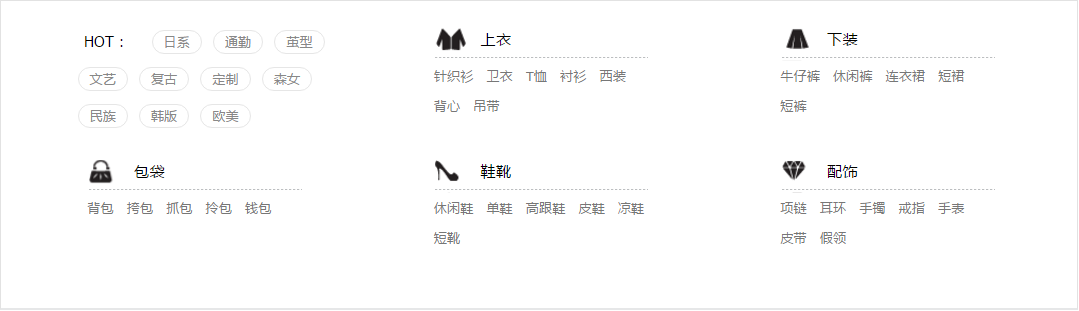 HOT： 日系 通勤 茧型
文艺 复古 定制 森女
民族 韩版 欧美
上衣
针织衫 卫衣 T恤 衬衫 西装
背心 吊带
下装
牛仔裤 休闲裤 连衣裙 短裙
短裤
包袋
背包 挎包 抓包 拎包 钱包
鞋靴
休闲鞋 单鞋 高跟鞋 皮鞋 凉鞋
短靴
配饰
项链 耳环 手镯 戒指 手表
皮带 假领